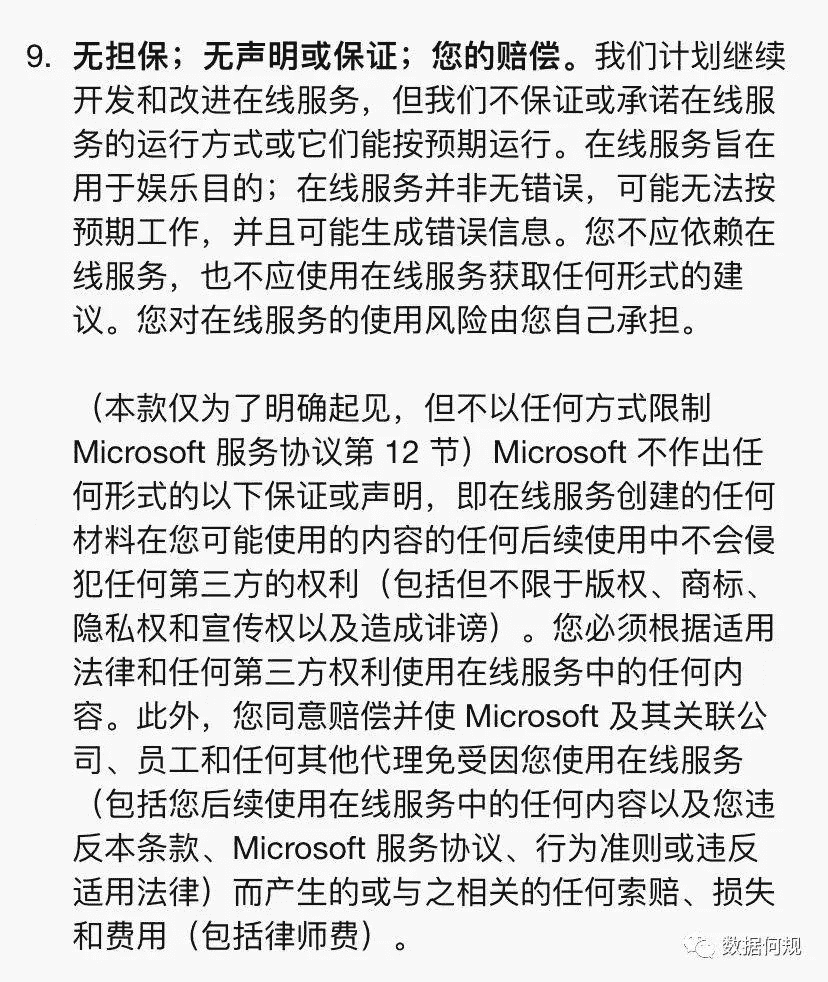 9. 无担保；无声明或保证；您的赔偿。我们计划继续
开发和改进在线服务，但我们不保证或承诺在线服
务的运行方式或它们能按预期运行。在线服务旨在
用于娱乐目的；在线服务并非无错误，可能无法按
预期工作，并且可能生成错误信息。您不应依赖在
线服务，也不应使用在线服务获取任何形式的建
议。您对在线服务的使用风险由您自己承担。
（本款仅为了明确起见，但不以任何方式限制
Microsoft 服务协议第 12 节）Microsoft 不作出任
何形式的以下保证或声明，即在线服务创建的任何
材料在您可能使用的内容的任何后续使用中不会侵
犯任何第三方的权利（包括但不限于版权、商标、
隐私权和宣传权以及造成诽谤）。您必须根据适用
法律和任何第三方权利使用在线服务中的任何内
容。此外，您同意赔偿并使 Microsoft 及其关联公
司、员工和任何其他代理免受因您使用在线服务
（包括您后续使用在线服务中的任何内容以及您违
反本条款、Microsoft 服务协议、行为准则或违反
适用法律）而产生的或与之相关的任何索赔、损失
和费用（包括律师费）。
数据何规